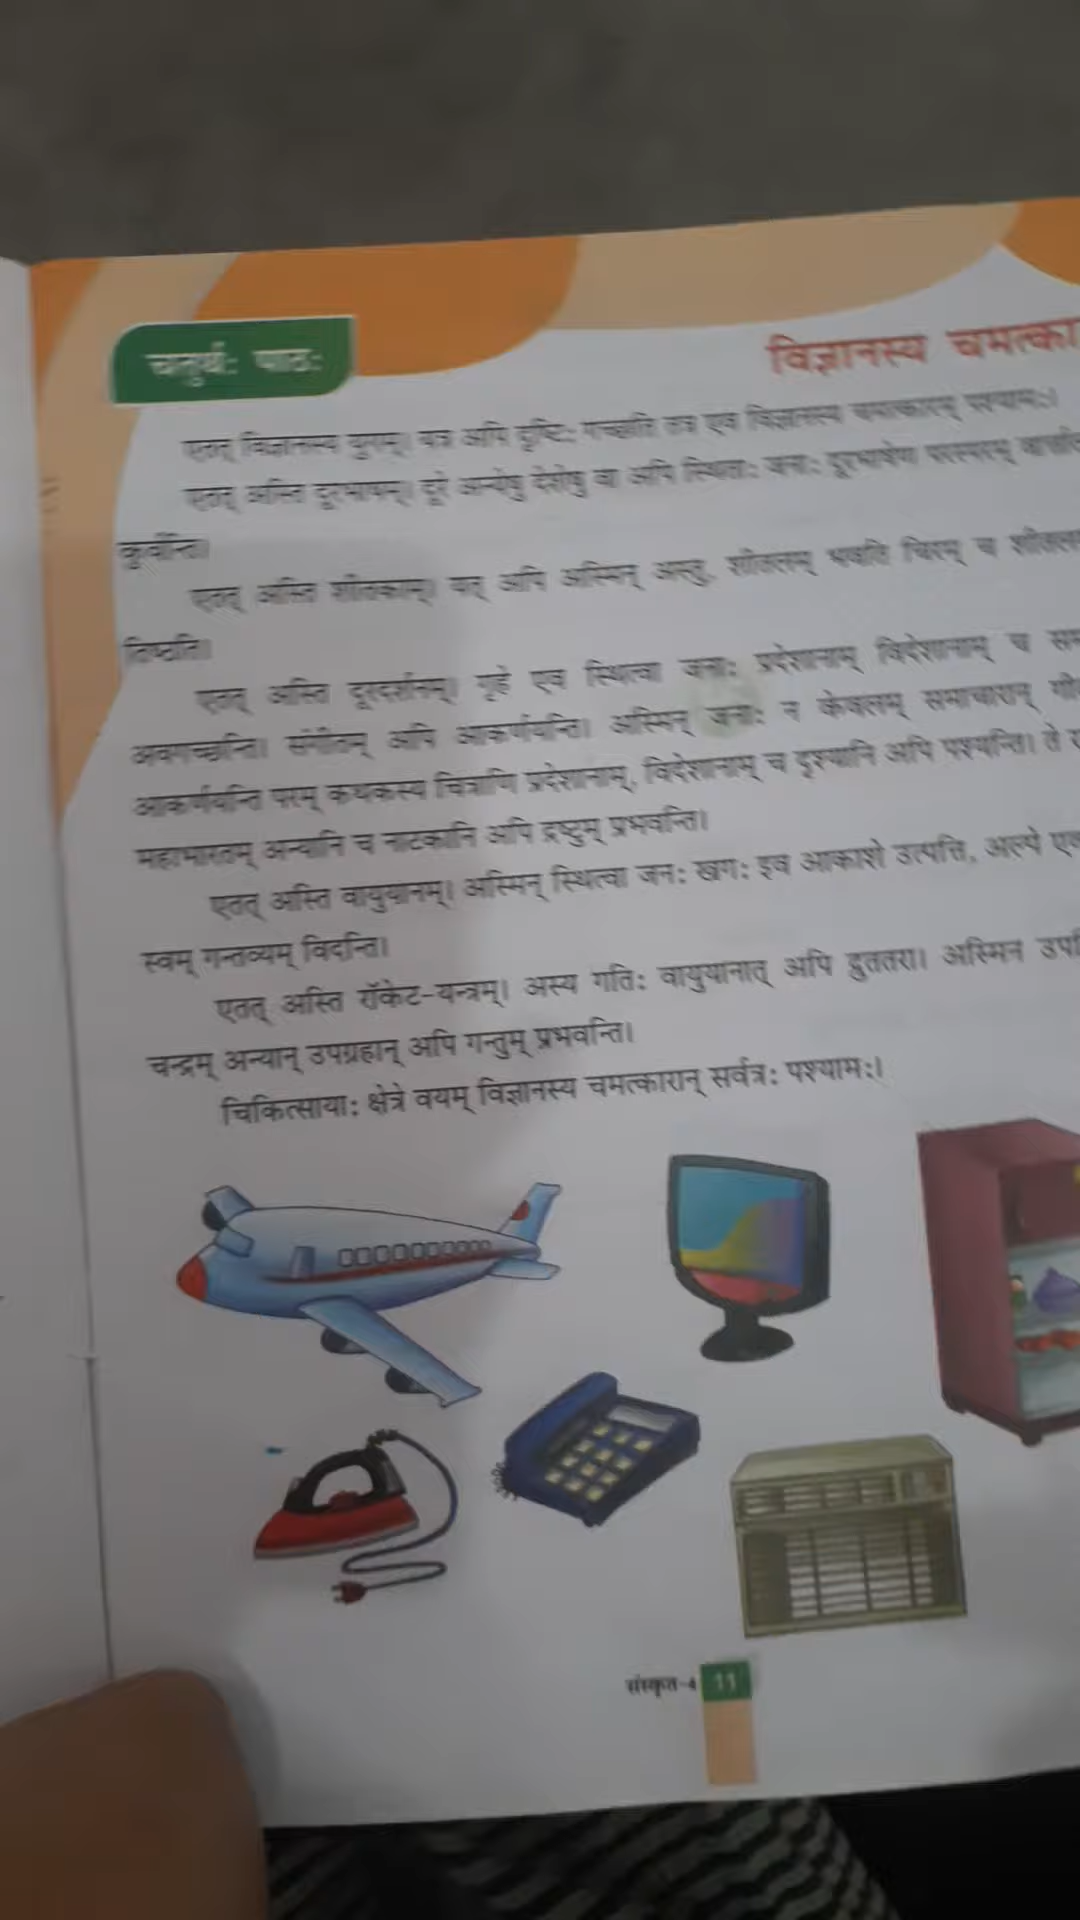 चतुर्थः पाठः
विज्ञानस्य चमत्का
एतत् विज्ञानस्य युगम्। यत्र अपि दृष्टिः गच्छति तत्र एव विज्ञानस्य चमत्कारम् पश्यामः।
एतत् अस्ति दूरभाषम्। दूरे अन्येषु देशेषु वा अपि स्थिताः जनाः दूरभाषेण परस्परम्
कुर्वन्ति।
एतत् अस्ति शीतकाम्। यत् अपि अस्मिन् अस्तु, शीतलम् भवति चिरम् च
तिष्ठति।
एतत् अस्ति दूरदर्शनम्। गृहे एव स्थित्वा जनाः प्रदेशानाम् विदेशानाम् च
अवगच्छन्ति। संगीतम् अपि आकर्णयन्ति। अस्मिन् जनाः न केवलम् समाचारान्
आकर्णयन्ति परम् कथकस्य चित्राणि प्रदेशानाम्, विदेशानाम् च दृश्यानि अपि पश्यन्ति। ते
महाभारतम् अन्यानि च नाटकानि अपि द्रष्टुम् प्रभवन्ति।
एतत् अस्ति वायुयानम्। अस्मिन् स्थित्वा जनः खगः इव आकाशे उत्पत्ति, अल्पे
स्वम् गन्तव्यम् विदन्ति।
एतत् अस्ति रॉकेट-यन्त्रम्। अस्य गतिः वायुयानात् अपि द्रुततरा। अस्मिन
चन्द्रम् अन्यान् उपग्रहान् अपि गन्तुम् प्रभवन्ति।
चिकित्सायाः क्षेत्रे वयम् विज्ञानस्य चमत्कारान् सर्वत्रः पश्यामः।
संस्कृत-4 11